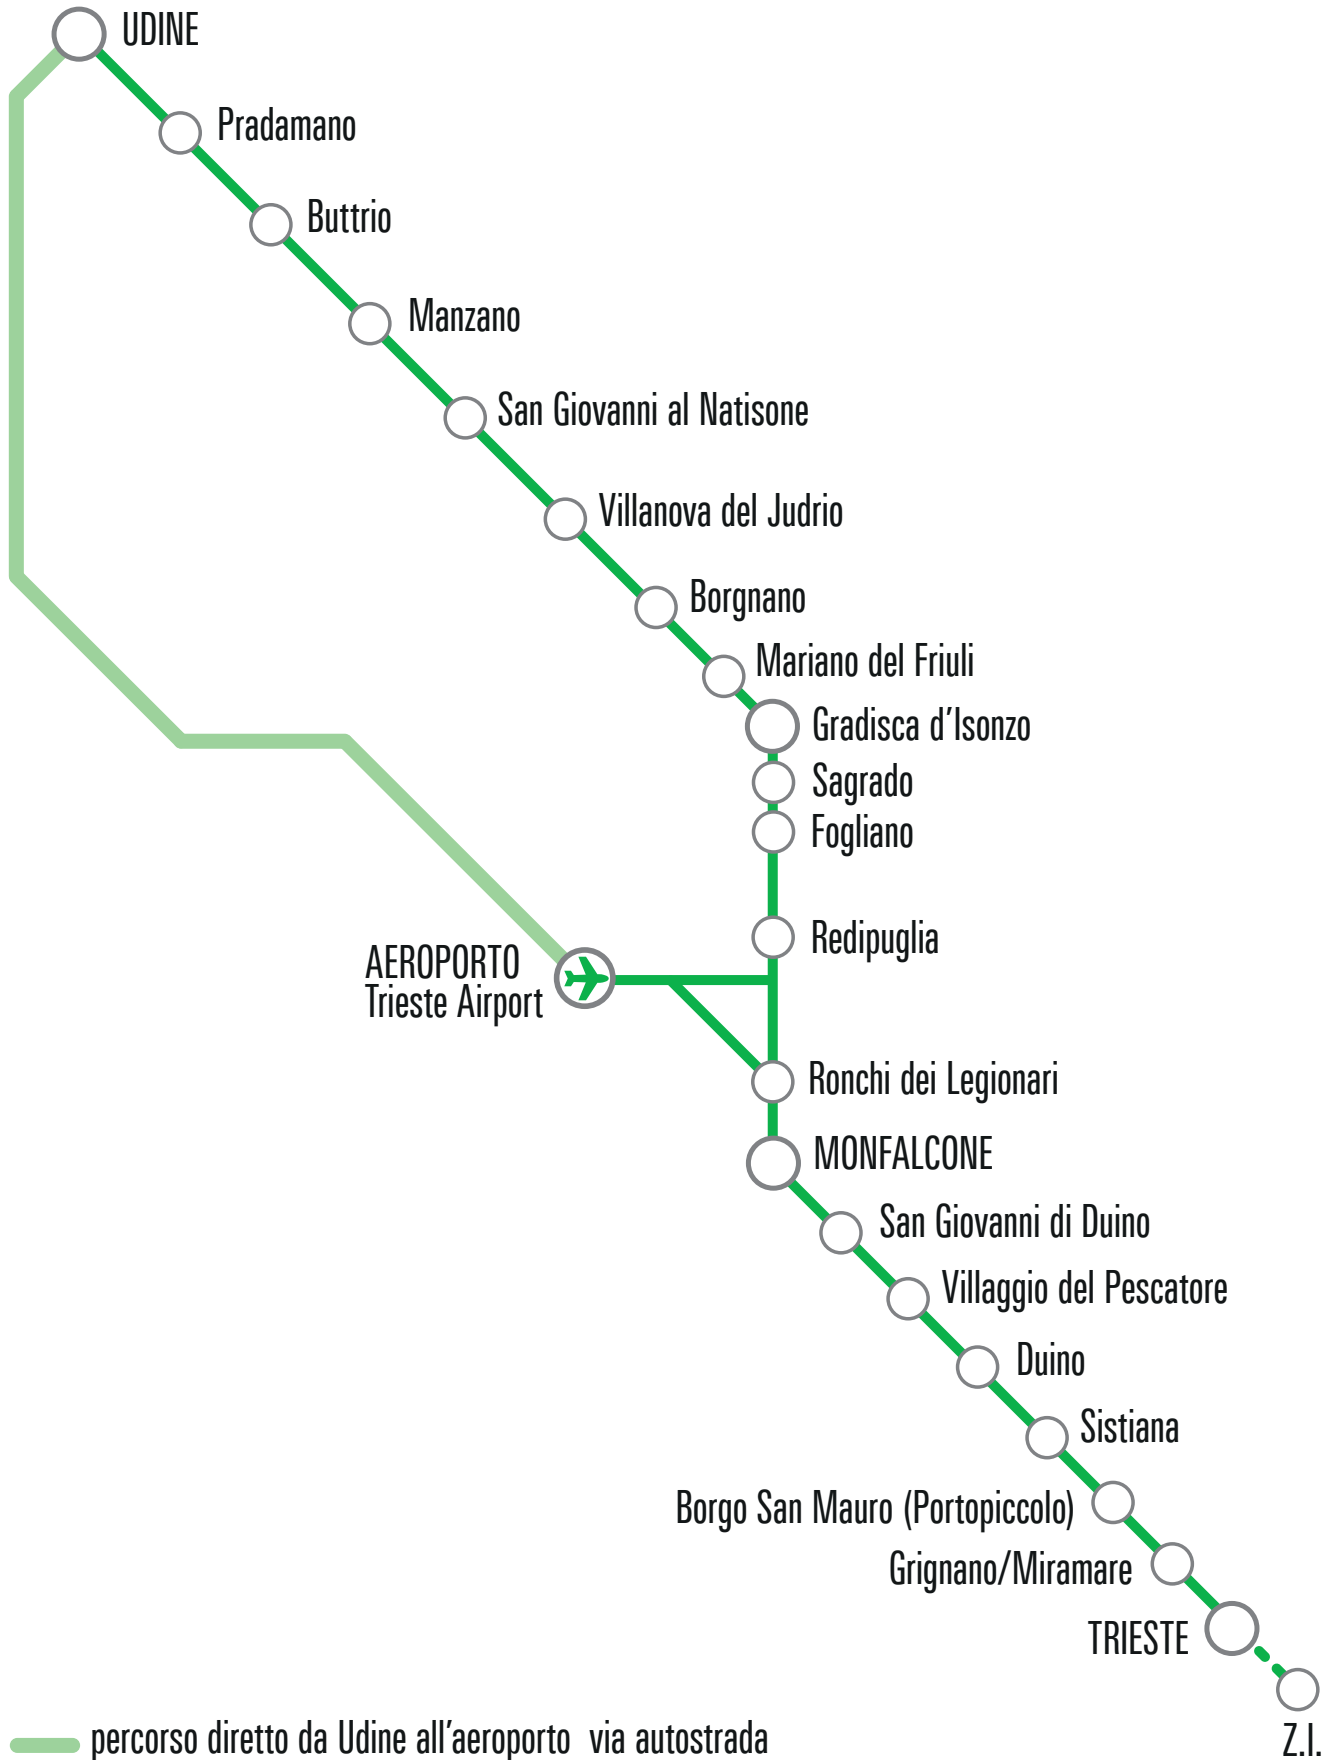 UDINE
Pradamano
Buttrio
Manzano
San Giovanni al Natisone
Villanova del Judrio
Borgnano
Mariano del Friuli
Gradisca d'Isonzo
Sagrado
Fogliano
Redipuglia
AEROPORTO
Trieste Airport
Ronchi dei Legionari
MONFALCONE
San Giovanni di Duino
Villaggio del Pescatore
Duino
Sistiana
Borgo San Mauro (Portopiccolo)
Grignano/Miramare
TRIESTE
Z.I.
percorso diretto da Udine all'aeroporto via autostrada